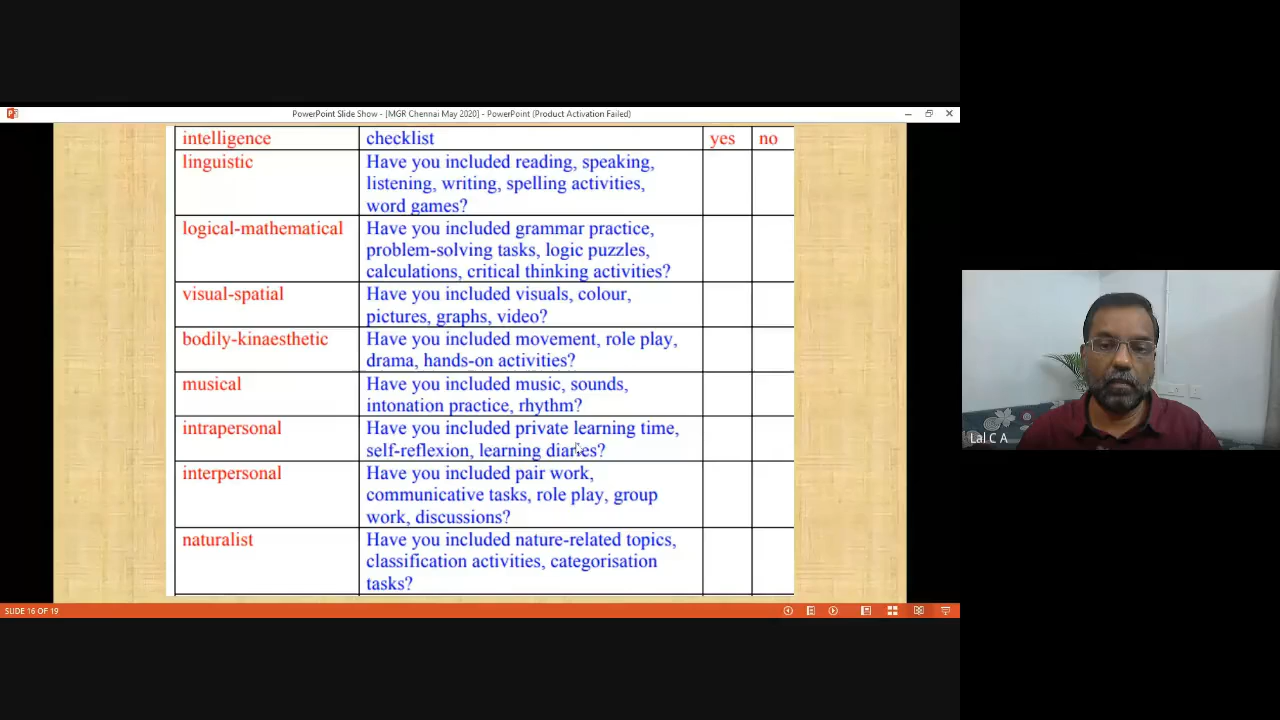 PowerPoint Slide Show - [MGR Chennai May 2020] - PowerPoint (Product Activation Failed)
intelligence checklist yes no
linguistic Have you included reading, speaking,
listening, writing, spelling activities,
word games?
logical-mathematical Have you included grammar practice,
problem-solving tasks, logic puzzles,
calculations, critical thinking activities?
visual-spatial Have you included visuals, colour,
pictures, graphs, video?
bodily-kinaesthetic Have you included movement, role play,
drama, hands-on activities?
musical Have you included music, sounds,
intonation practice, rhythm?
intrapersonal Have you included private learning time,
self-reflexion, learning diaries?
interpersonal Have you included pair work,
communicative tasks, role play, group
work, discussions?
naturalist Have you included nature-related topics,
classification activities, categorisation
tasks?
SLIDE 16 OF 19
Lal C A